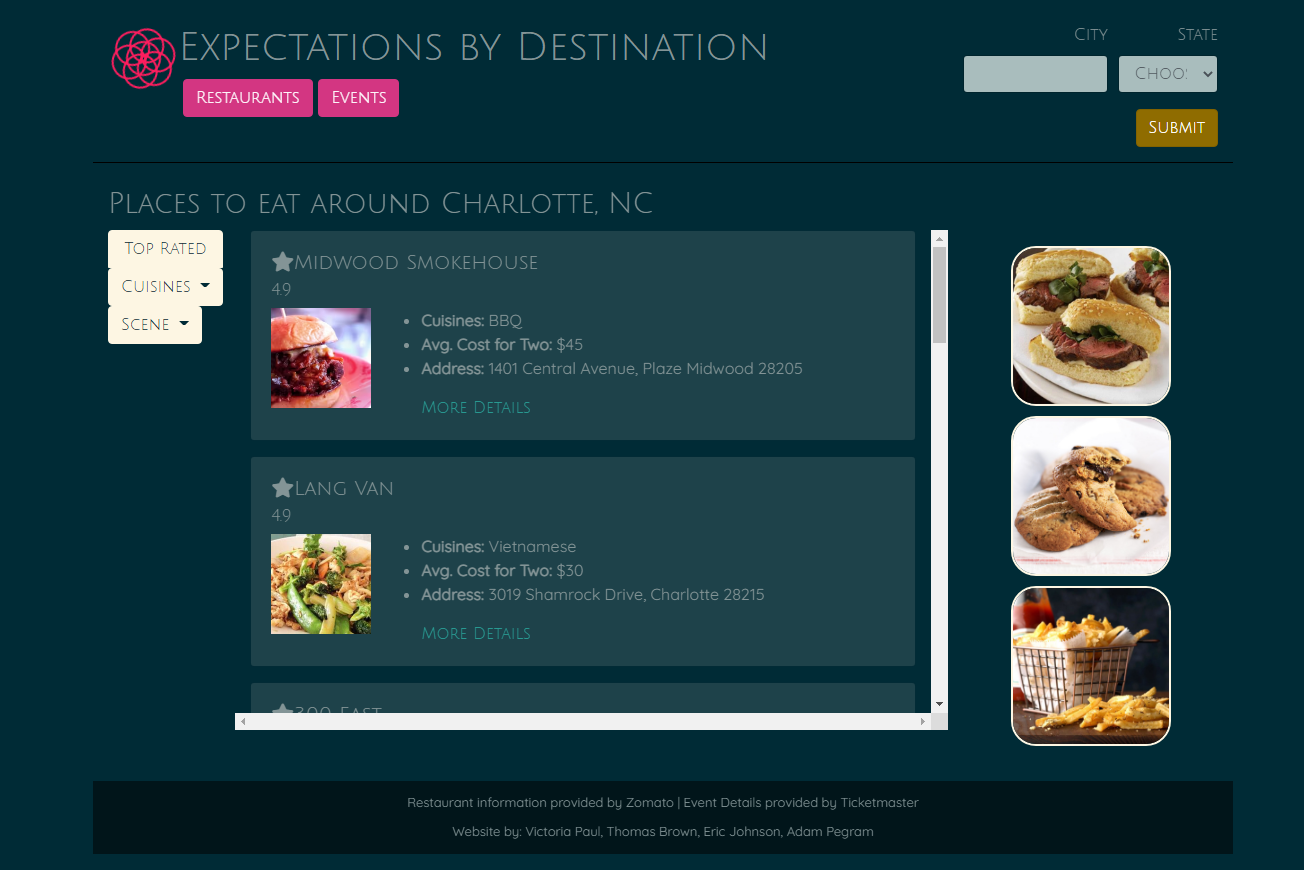 Expectations by Destination
City
State
Choos
Restaurants
Events
Submit
Places to eat around Charlotte, NC
Top Rated
Cuisines
Scene
Midwood Smokehouse
4.9
Cuisines: BBQ
Avg. Cost for Two: $45
Address: 1401 Central Avenue, Plaze Midwood 28205
More Details
Lang Van
4.9
Cuisines: Vietnamese
Avg. Cost for Two: $30
Address: 3019 Shamrock Drive, Charlotte 28215
More Details
300 East
Restaurant information provided by Zomato | Event Details provided by Ticketmaster
Website by: Victoria Paul, Thomas Brown, Eric Johnson, Adam Pegram